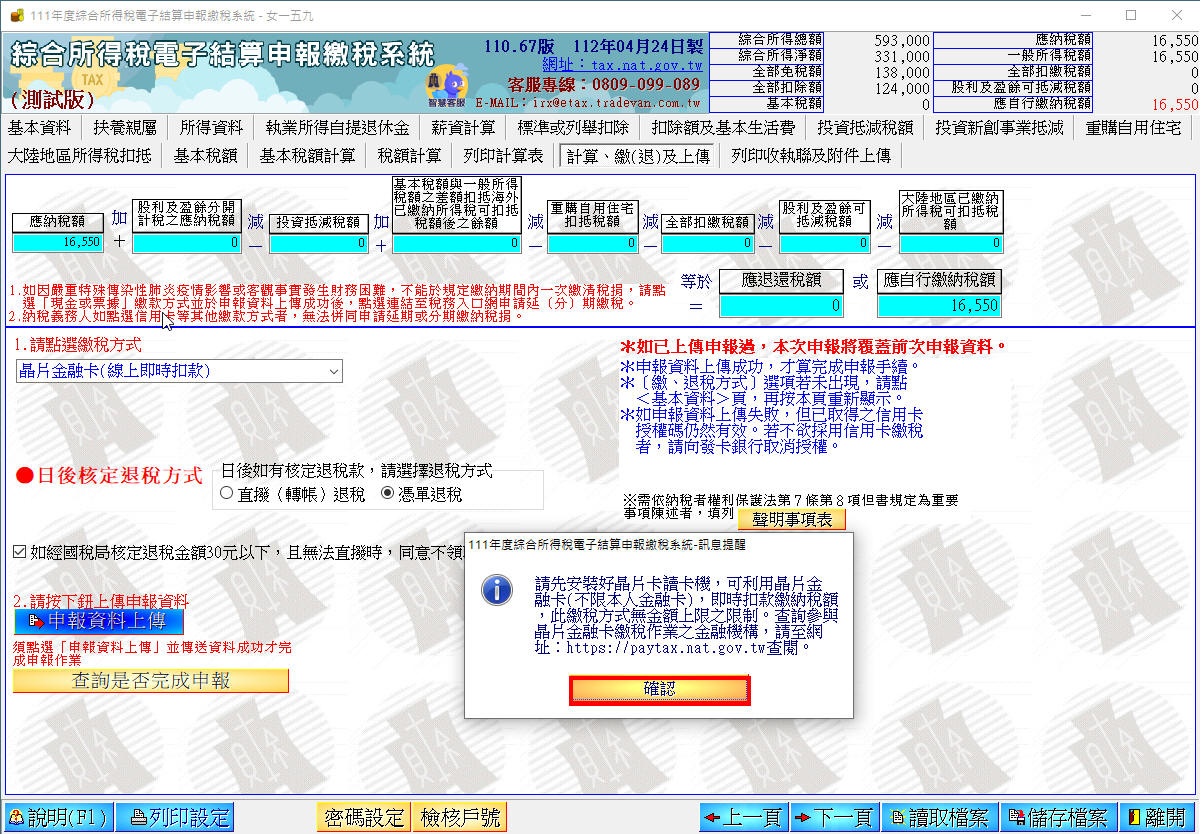 111年度綜合所得稅電子結算申報繳稅系統 - 女一五九
綜合所得稅電子結算申報繳稅系統
TAX
(測試版)
110.67版 112年04月24日製
網址：tax.nat.gov.tw
客服專線：0809-099-089
E-MAIL：irx@etax.tradevan.com.tw
智慧客服
綜合所得總額 593,000 應納稅額 16,550
綜合所得淨額 331,000 一般所得稅額 16,550
全部免稅額 138,000 全部扣繳稅額 0
全部扣除額 124,000 股利及盈餘可抵減稅額 0
基本稅額 0 應自行繳納稅額 16,550
基本資料 扶養親屬 所得資料 執業所得自提退休金 薪資計算 標準或列舉扣除 扣除額及基本生活費 投資抵減稅額 投資新創事業抵減 重購自用住宅
大陸地區所得稅扣抵 基本稅額 基本稅額計算 稅額計算 列印計算表 計算、繳(退)及上傳 列印收執聯及附件上傳
應納稅額
16,550
加
＋
股利及盈餘分開
計稅之應納稅額
0
減
－
投資抵減稅額
0
加
＋
基本稅額與一般所得
稅額之差額扣抵海外
已繳納所得稅可扣抵
稅額後之餘額
0
減
－
重購自用住宅
扣抵稅額
0
減
－
全部扣繳稅額
0
減
－
股利及盈餘可
抵減稅額
0
減
－
大陸地區已繳納
所得稅可扣抵稅
額
0
1.如因嚴重特殊傳染性肺炎疫情影響或客觀事實發生財務困難，不能於規定繳納期間內一次繳清稅捐，請點
選「現金或票據」繳款方式並於申報資料上傳成功後，點選連結至稅務入口網申請延（分）期繳稅。
2.納稅義務人如點選信用卡等其他繳款方式者，無法併同申請延期或分期繳納稅捐。
等於
＝
應退還稅額
0
或
應自行繳納稅額
16,550
1.請點選繳稅方式
晶片金融卡(線上即時扣款)
＊如已上傳申報過，本次申報將覆蓋前次申報資料。
＊申報資料上傳成功，才算完成申報手續。
＊〔繳、退稅方式〕選項若未出現，請點
＜基本資料＞頁，再按本頁重新顯示。
＊如申報資料上傳失敗，但已取得之信用卡
授權碼仍然有效。若不欲採用信用卡繳稅
者，請向發卡銀行取消授權。
●日後核定退稅方式
日後如有核定退稅款，請選擇退稅方式
直撥（轉帳）退稅 憑單退稅
※需依納稅者權利保護法第７條第８項但書規定為重要
事項陳述者，填列 聲明事項表
如經國稅局核定退稅金額30元以下，且無法直撥時，同意不領
2.請按下鈕上傳申報資料
申報資料上傳
須點選「申報資料上傳」並傳送資料成功才完
成申報作業
查詢是否完成申報
111年度綜合所得稅電子結算申報繳稅系統-訊息提醒
請先安裝好晶片卡讀卡機，可利用晶片金
融卡(不限本人金融卡)，即時扣款繳納稅額
，此繳稅方式無金額上限之限制。查詢參與
晶片金融卡繳稅作業之金融機構，請至網
址：https://paytax.nat.gov.tw查閱。
確認
說明(F1) 列印設定 密碼設定 檢核戶號 上一頁 下一頁 讀取檔案 儲存檔案 離開